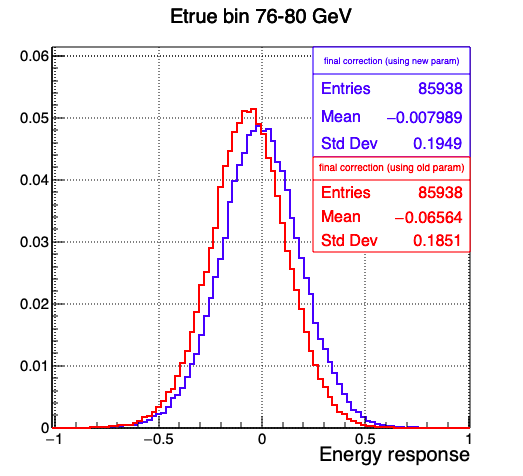 Etrue bin 76-80 GeV
final correction (using new param)
Entries 85938
Mean −0.007989
Std Dev 0.1949
final correction (using old param)
Entries 85938
Mean −0.06564
Std Dev 0.1851
0.06
0.05
0.04
0.03
0.02
0.01
0
−1 −0.5 0 0.5 1
Energy response